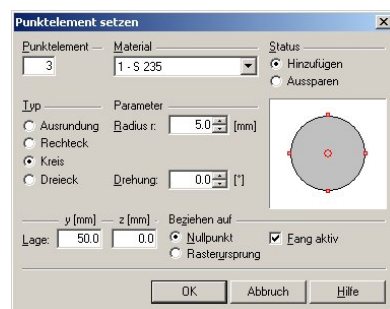 Punktelement setzen
Punktelement Material Status
3 1 - S 235 Hinzufügen
Aussparen
Typ Parameter
Ausrundung Radius r: 5.0 [mm]
Rechteck
Kreis
Dreieck Drehung: 0.0 [°]
y [mm] z [mm] Beziehen auf
Lage: 50.0 0.0 Nullpunkt Fang aktiv
Rasterursprung
OK Abbruch Hilfe